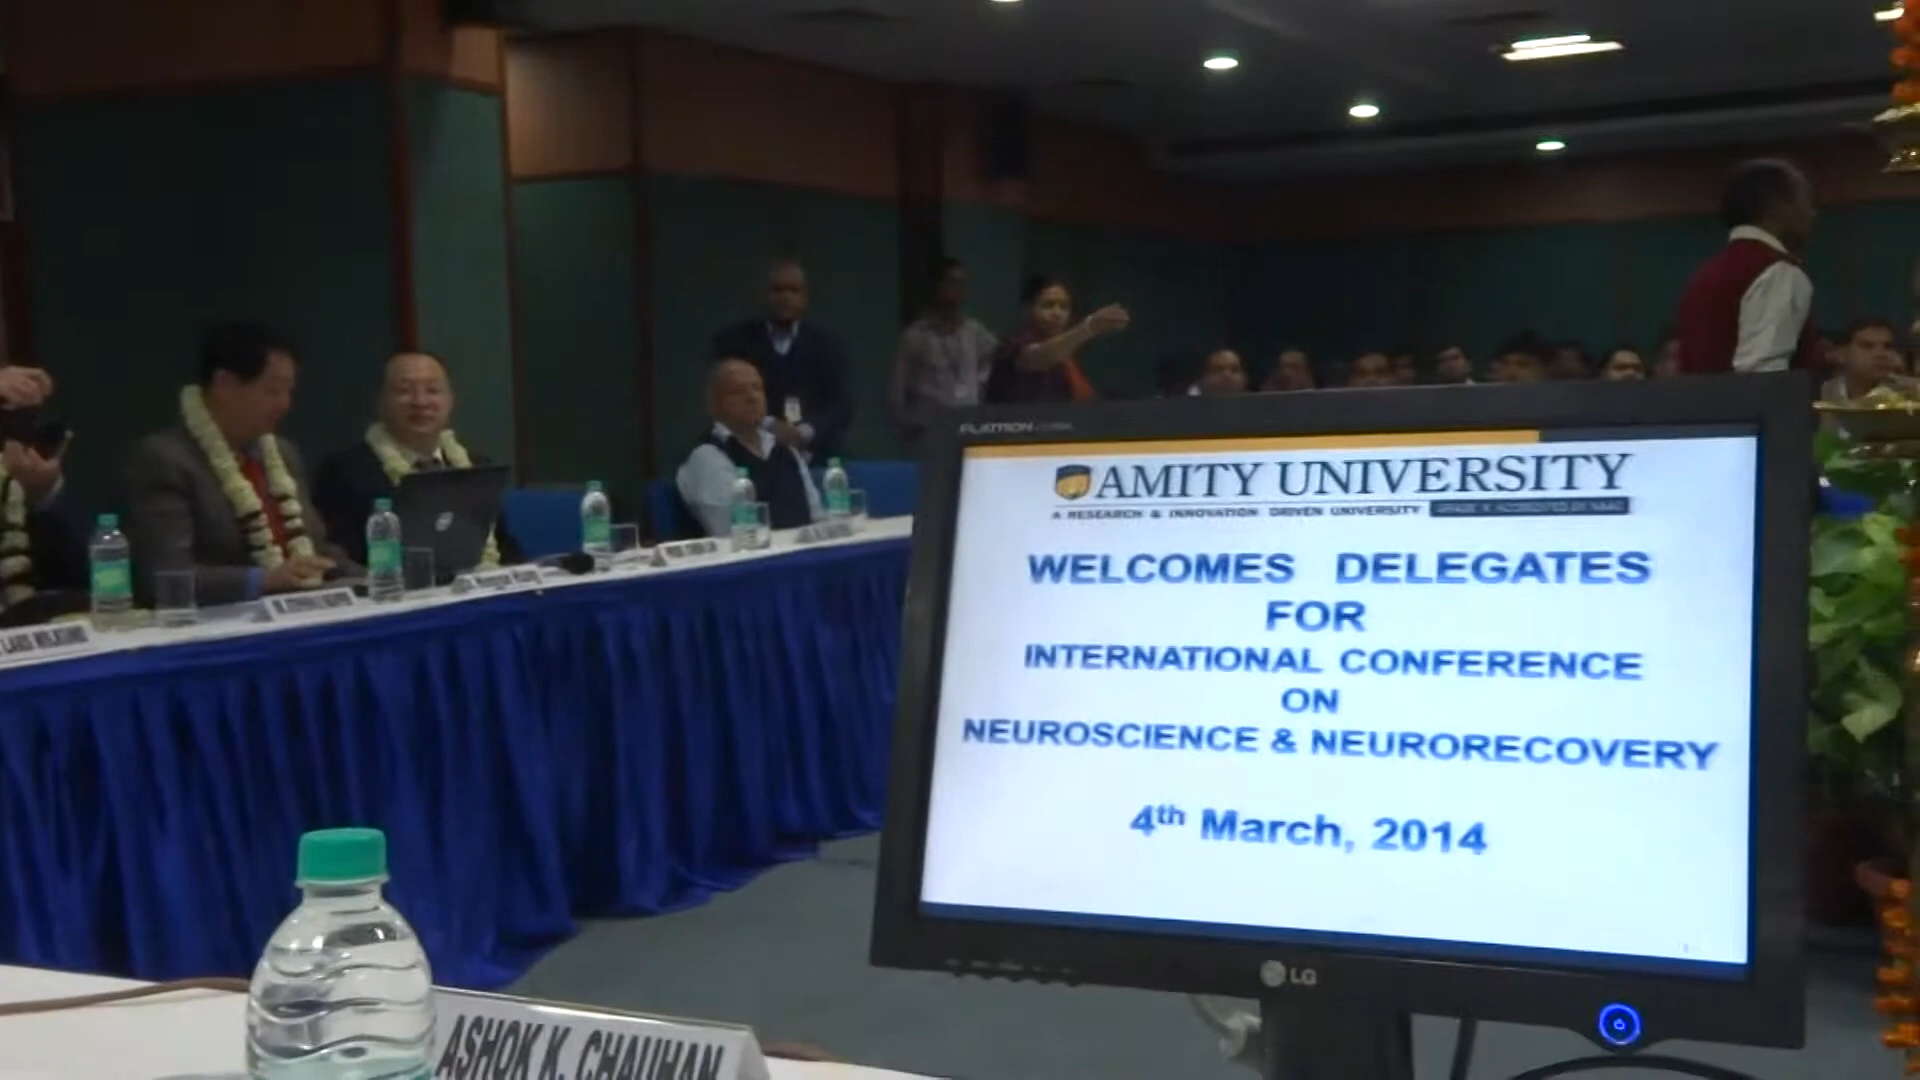 FLATRON
AMITY UNIVERSITY
A RESEARCH & INNOVATION DRIVEN UNIVERSITY
WELCOMES DELEGATES
FOR
INTERNATIONAL CONFERENCE
ON
NEUROSCIENCE & NEURORECOVERY
4th March, 2014
LG
ASHOK K. CHAUHAN